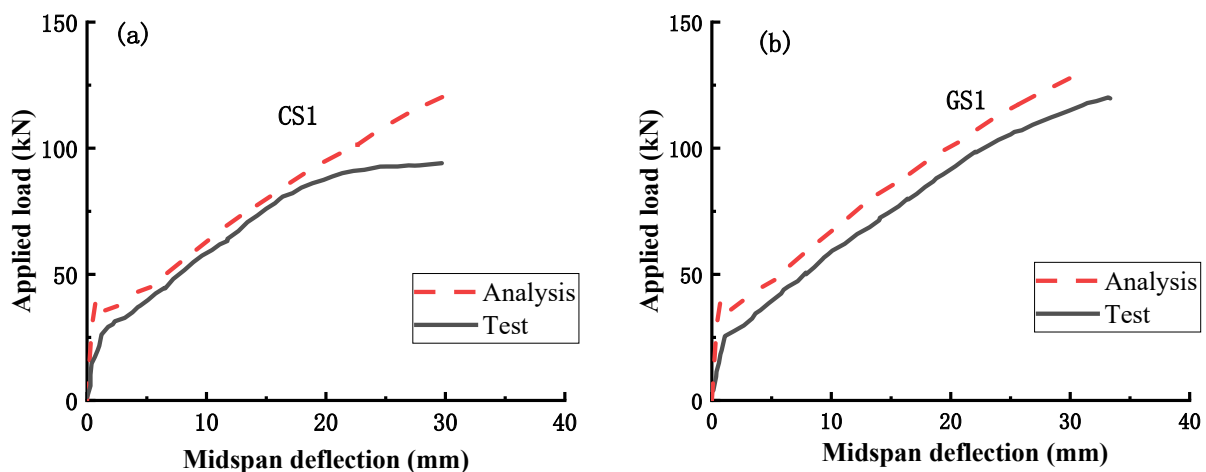 (a)
CS1
150
100
50
0
Applied load (kN)
Analysis
Test
0 10 20 30 40
Midspan deflection (mm)
(b)
GS1
150
100
50
0
Applied load (kN)
Analysis
Test
0 10 20 30 40
Midspan deflection (mm)